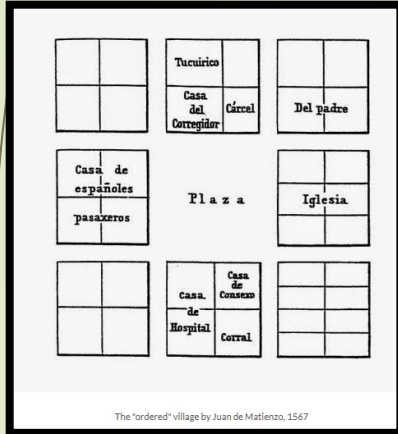 Tucuirico
Casa
del
Corregidor
Cárcel
Del padre
Casa de
españoles
pasaxeros
Plaza
Iglesia
Casa
de
Hospital
Casa
de
Consexo
Corral
The "ordered" village by Juan de Matienzo, 1567